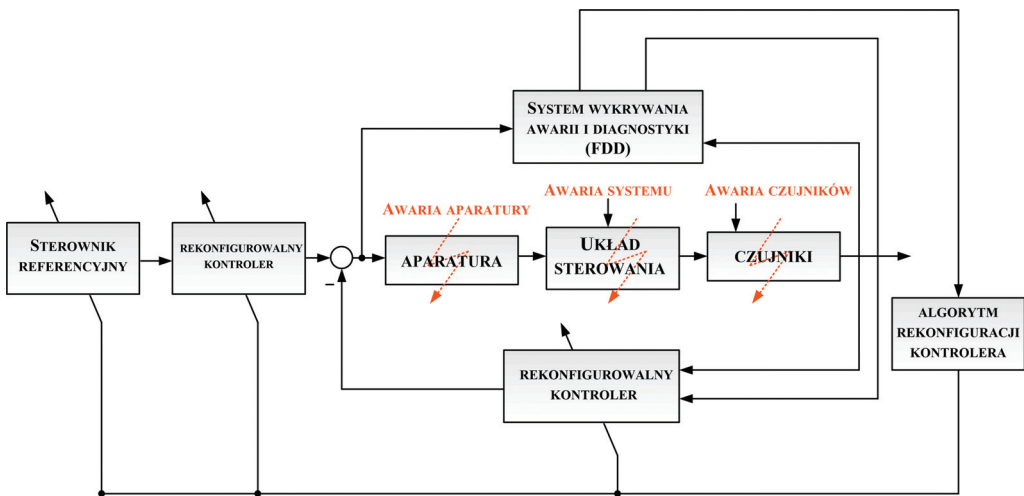 SYSTEM WYKRYWANIA
AWARII I DIAGNOSTYKI
(FDD)
AWARIA APARATURY
AWARIA SYSTEMU
AWARIA CZUJNIKÓW
STEROWNIK
REFERENCYJNY
REKONFIGUROWALNY
KONTROLER
–
APARATURA
UKŁAD
STEROWANIA
CZUJNIKI
ALGORYTM
REKONFIGURACJI
KONTROLERA
REKONFIGUROWALNY
KONTROLER